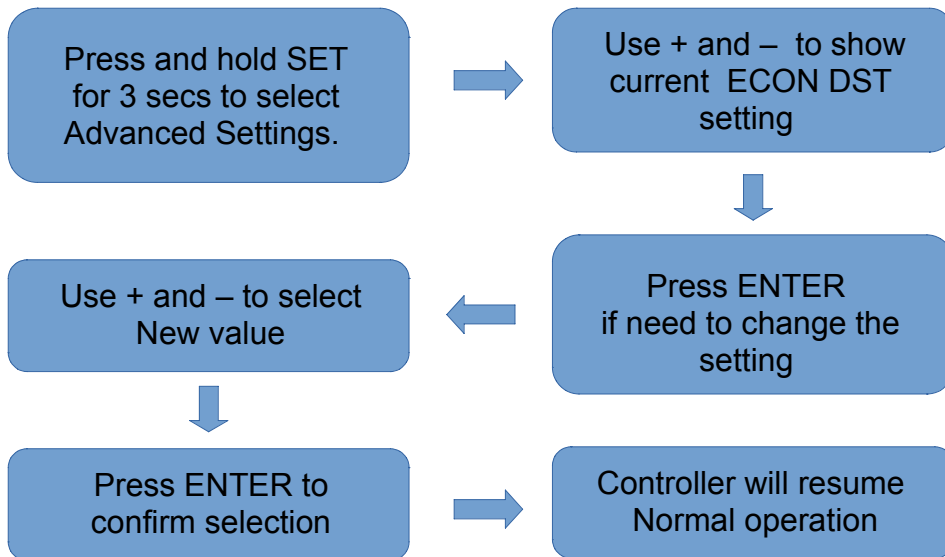 Press and hold SET
for 3 secs to select
Advanced Settings.
Use + and – to show
current ECON DST
setting
Press ENTER
if need to change the
setting
Use + and – to select
New value
Press ENTER to
confirm selection
Controller will resume
Normal operation